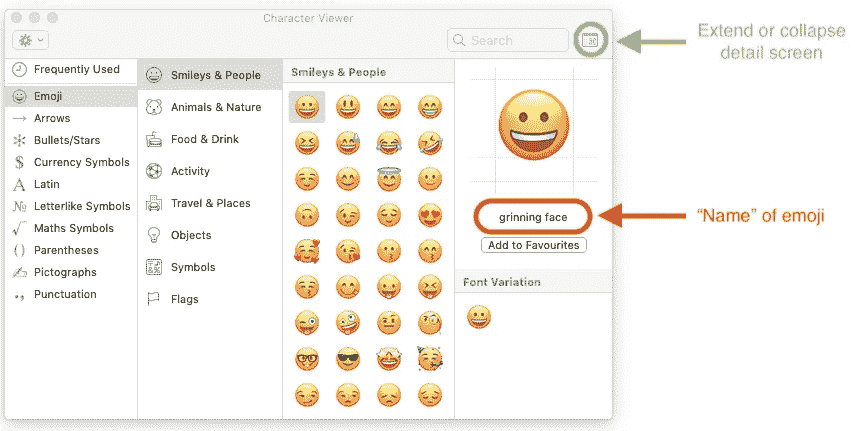 Character Viewer
Search
Extend or collapse
detail screen
Frequently Used
Emoji
Arrows
Bullets/Stars
Currency Symbols
Latin
Letterlike Symbols
Maths Symbols
Parentheses
Pictographs
Punctuation
Smileys & People
Animals & Nature
Food & Drink
Activity
Travel & Places
Objects
Symbols
Flags
Smileys & People
grinning face
Add to Favourites
Font Variation
“Name” of emoji